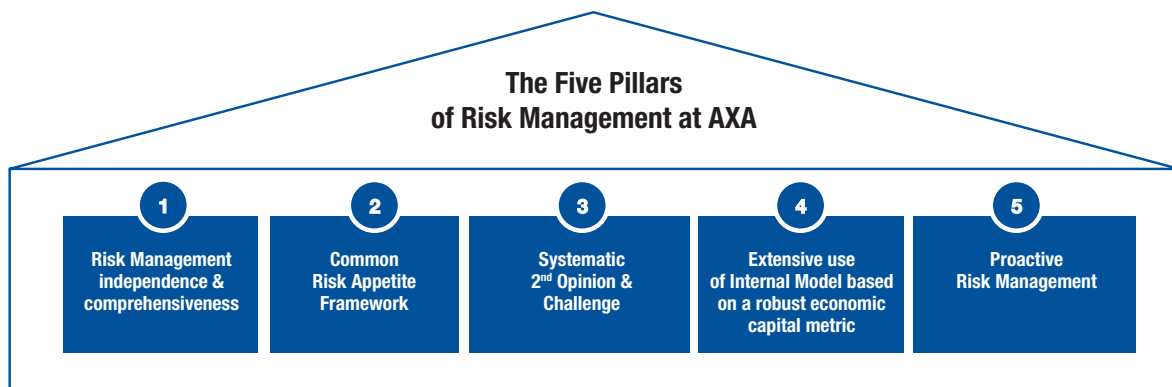 The Five Pillars
of Risk Management at AXA
1
Risk Management
independence &
comprehensiveness
2
Common
Risk Appetite
Framework
3
Systematic
2nd Opinion &
Challenge
4
Extensive use
of Internal Model based
on a robust economic
capital metric
5
Proactive
Risk Management